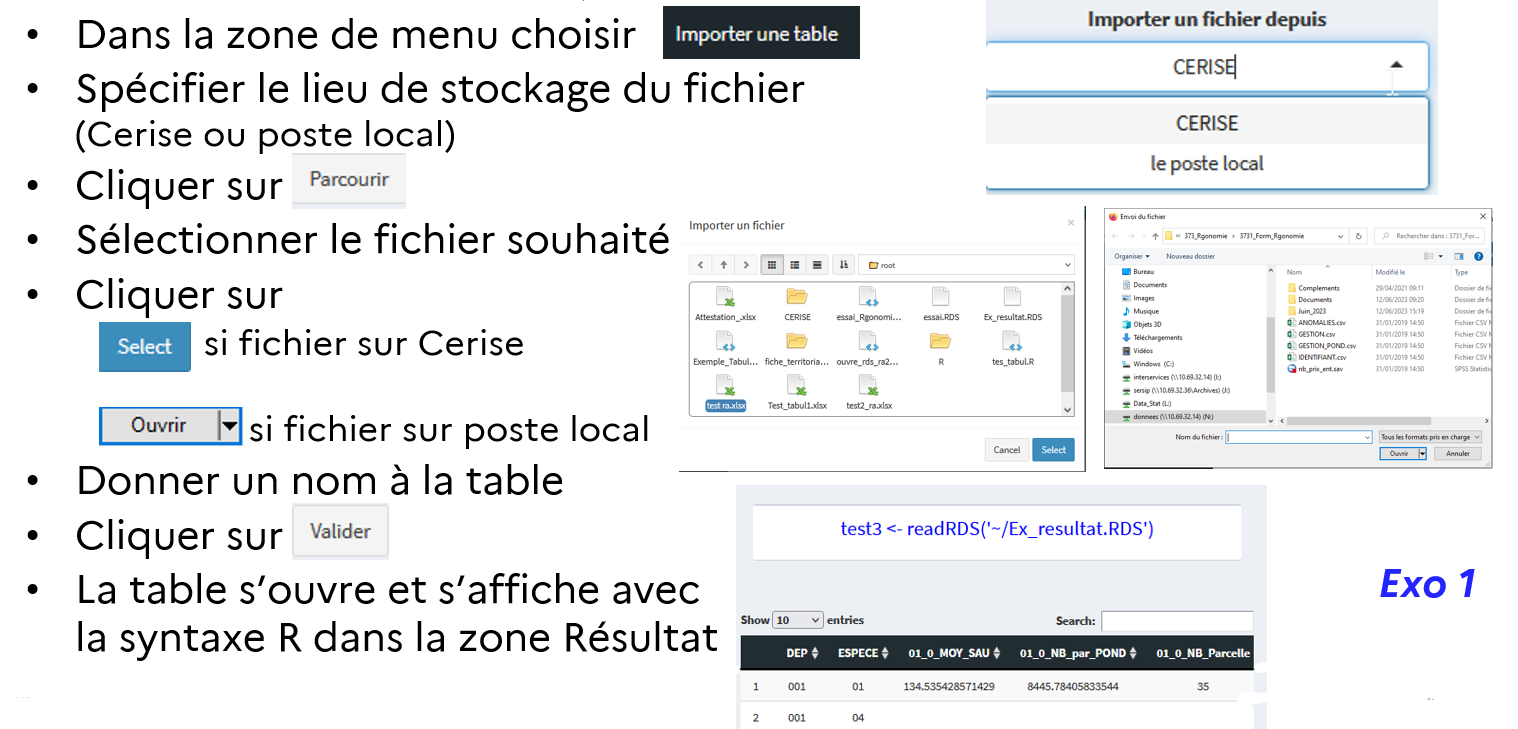 • Dans la zone de menu choisir Importer une table
• Spécifier le lieu de stockage du fichier
(Cerise ou poste local)
• Cliquer sur Parcourir
• Sélectionner le fichier souhaité
• Cliquer sur
Select si fichier sur Cerise
Ouvrir si fichier sur poste local
• Donner un nom à la table
• Cliquer sur Valider
• La table s’ouvre et s’affiche avec
la syntaxe R dans la zone Résultat
Importer un fichier depuis
CERISE
CERISE
le poste local
Importer un fichier
root
Attestation_.xlsx CERISE essai_Rgonomi... essai.RDS Ex_resultat.RDS
Exemple_Tabul... fiche_territoria... ouvre_rds_ra2... R tes_tabul.R
test ra.xlsx Test_tabul1.xlsx test2_ra.xlsx
Cancel Select
Envoi du fichier
« 373_Rgonomie › 3731_Form_Rgonomie Rechercher dans : 3731_For...
Organiser Nouveau dossier
Bureau
Documents
Images
Musique
Objets 3D
Téléchargements
Vidéos
Windows (C:)
interservices (\\10.69.32.14) (I:)
sersip (\\10.69.32.36\Archives) (J:)
Data_Stat (L:)
donnees (\\10.69.32.14) (N:)
Nom Modifié le Type
Complements 29/04/2021 09:11 Dossier de fi
Documents 12/06/2023 09:20 Dossier de fi
Juin_2023 12/06/2023 15:19 Dossier de fi
ANOMALIES.csv 31/01/2019 14:50 Fichier CSV M
GESTION.csv 31/01/2019 14:50 Fichier CSV M
GESTION_POND.csv 31/01/2019 14:50 Fichier CSV M
IDENTIFIANT.csv 31/01/2019 14:50 Fichier CSV M
nb_prix_ent.sav 31/01/2019 14:50 SPSS Statistic
Nom du fichier : Tous les formats pris en charge
Ouvrir Annuler
test3 <- readRDS('~/Ex_resultat.RDS')
Show 10 entries Search:
DEP ESPECE 01_0_MOY_SAU 01_0_NB_par_POND 01_0_NB_Parcelle
1 001 01 134.535428571429 8445.78405833544 35
2 001 04
Exo 1